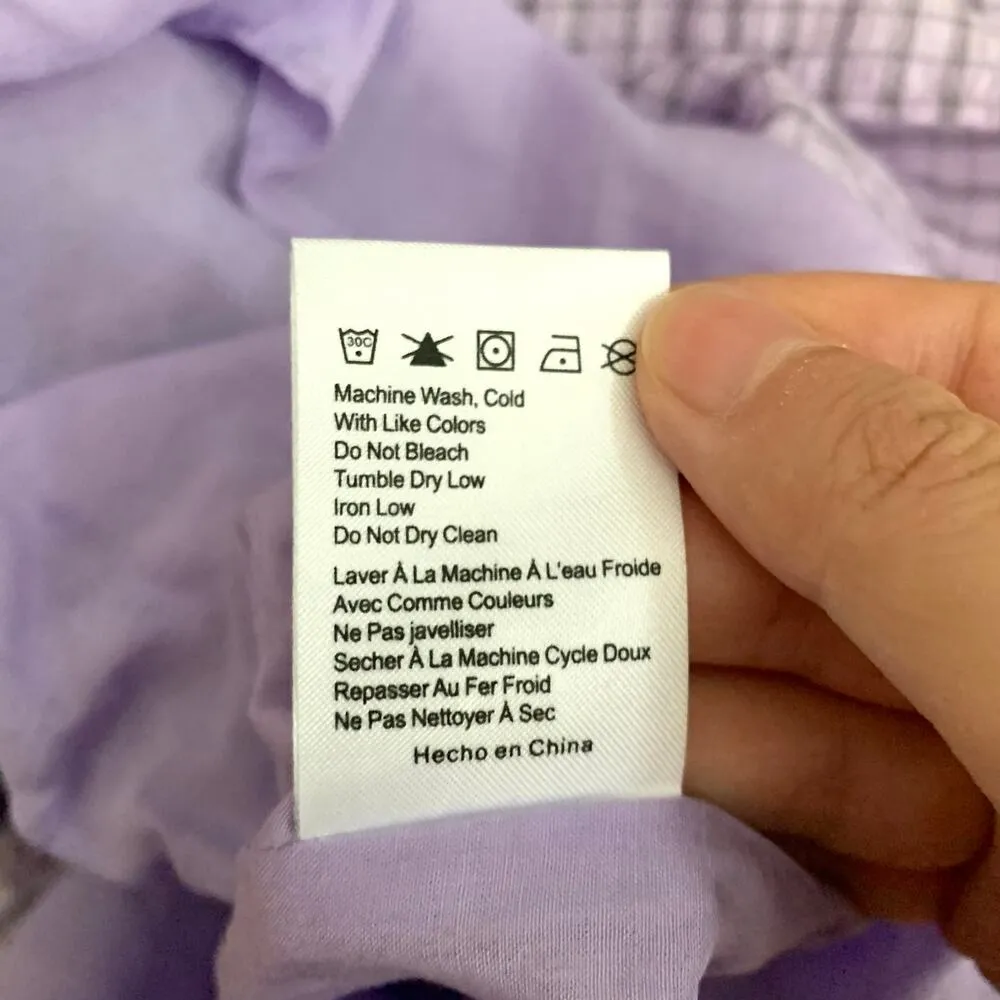 30C
Machine Wash, Cold
With Like Colors
Do Not Bleach
Tumble Dry Low
Iron Low
Do Not Dry Clean
Laver À La Machine À L'eau Froide
Avec Comme Couleurs
Ne Pas javelliser
Secher À La Machine Cycle Doux
Repasser Au Fer Froid
Ne Pas Nettoyer À Sec
Hecho en China